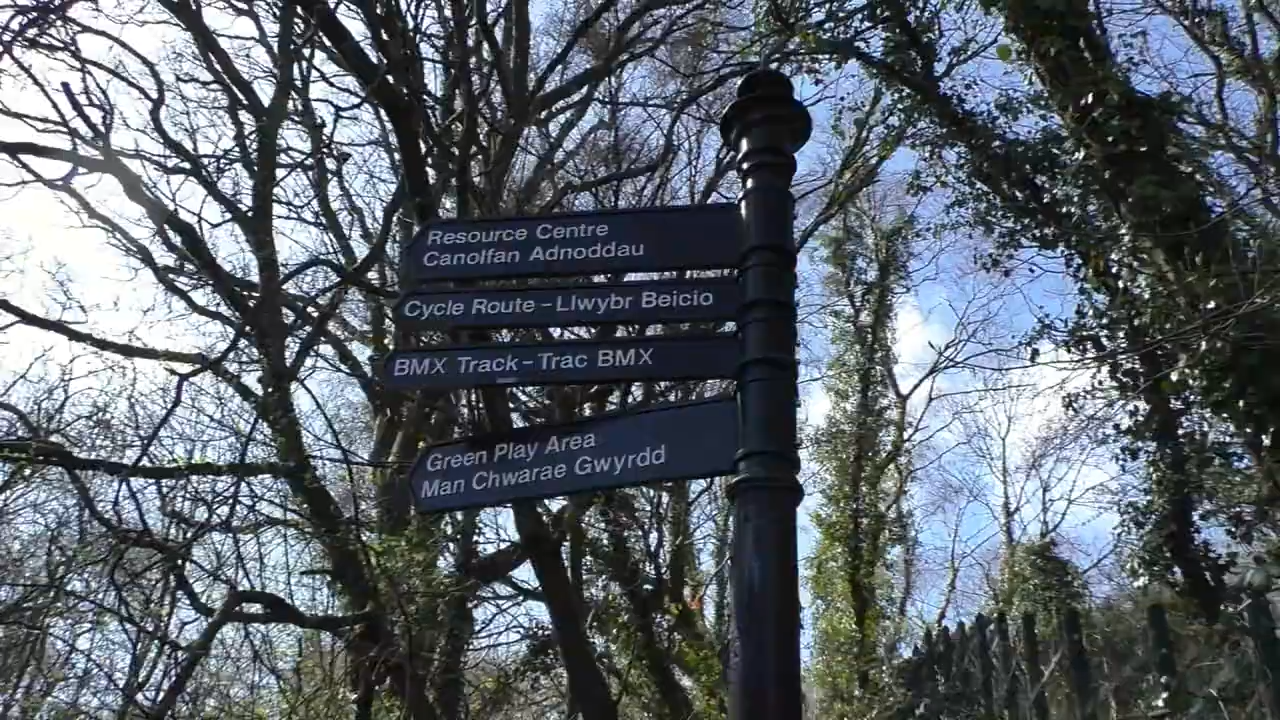 Resource Centre
Canolfan Adnoddau
Cycle Route - Llwybr Beicio
BMX Track - Trac BMX
Green Play Area
Man Chwarae Gwyrdd